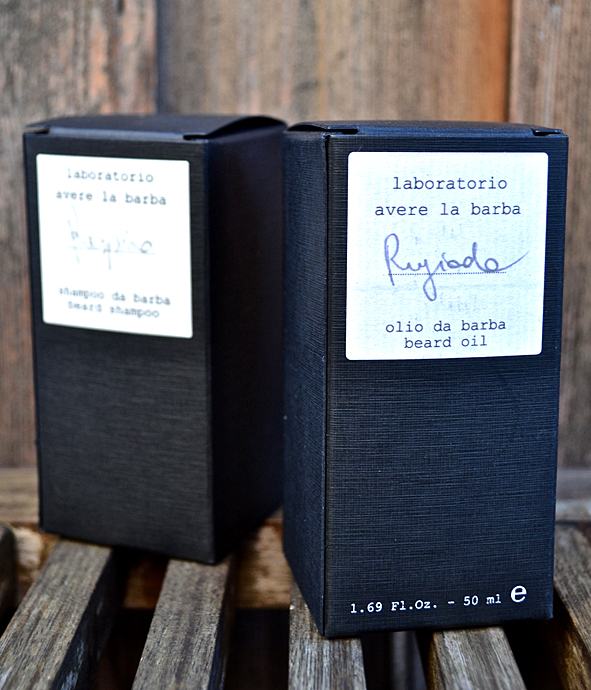 laboratorio
avere la barba
shampoo da barba
beard shampoo
laboratorio
avere la barba
Rugiada
olio da barba
beard oil
1.69 Fl.Oz. - 50 ml e